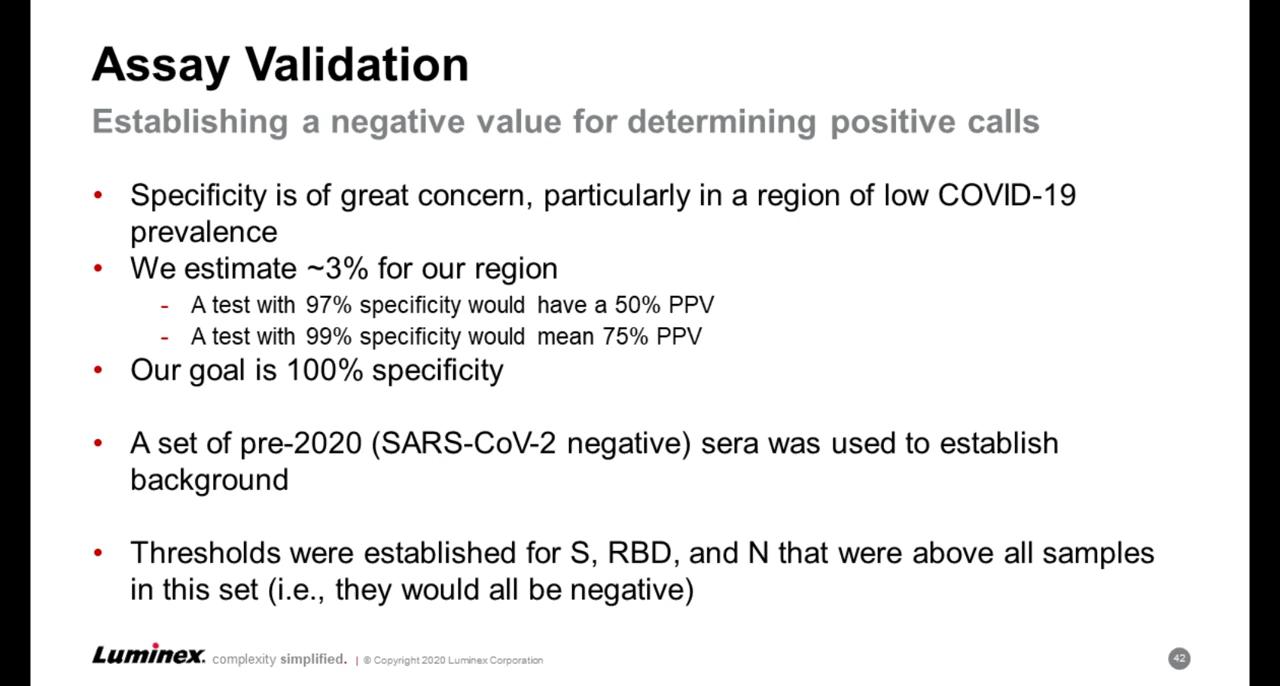 Assay Validation
Establishing a negative value for determining positive calls
• Specificity is of great concern, particularly in a region of low COVID-19
prevalence
• We estimate ~3% for our region
- A test with 97% specificity would have a 50% PPV
- A test with 99% specificity would mean 75% PPV
• Our goal is 100% specificity
• A set of pre-2020 (SARS-CoV-2 negative) sera was used to establish
background
• Thresholds were established for S, RBD, and N that were above all samples
in this set (i.e., they would all be negative)
Luminex. complexity simplified. | © Copyright 2020 Luminex Corporation
42